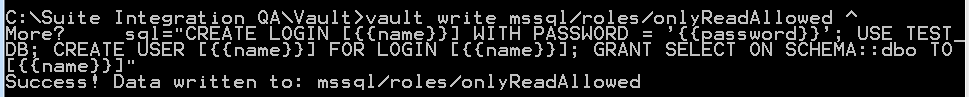 C:\Suite Integration QA\Vault>vault write mssql/roles/onlyReadAllowed ^
More?     sql="CREATE LOGIN [{{name}}] WITH PASSWORD = '{{password}}'; USE TEST_
DB; CREATE USER [{{name}}] FOR LOGIN [{{name}}]; GRANT SELECT ON SCHEMA::dbo TO
[{{name}}]"
Success! Data written to: mssql/roles/onlyReadAllowed